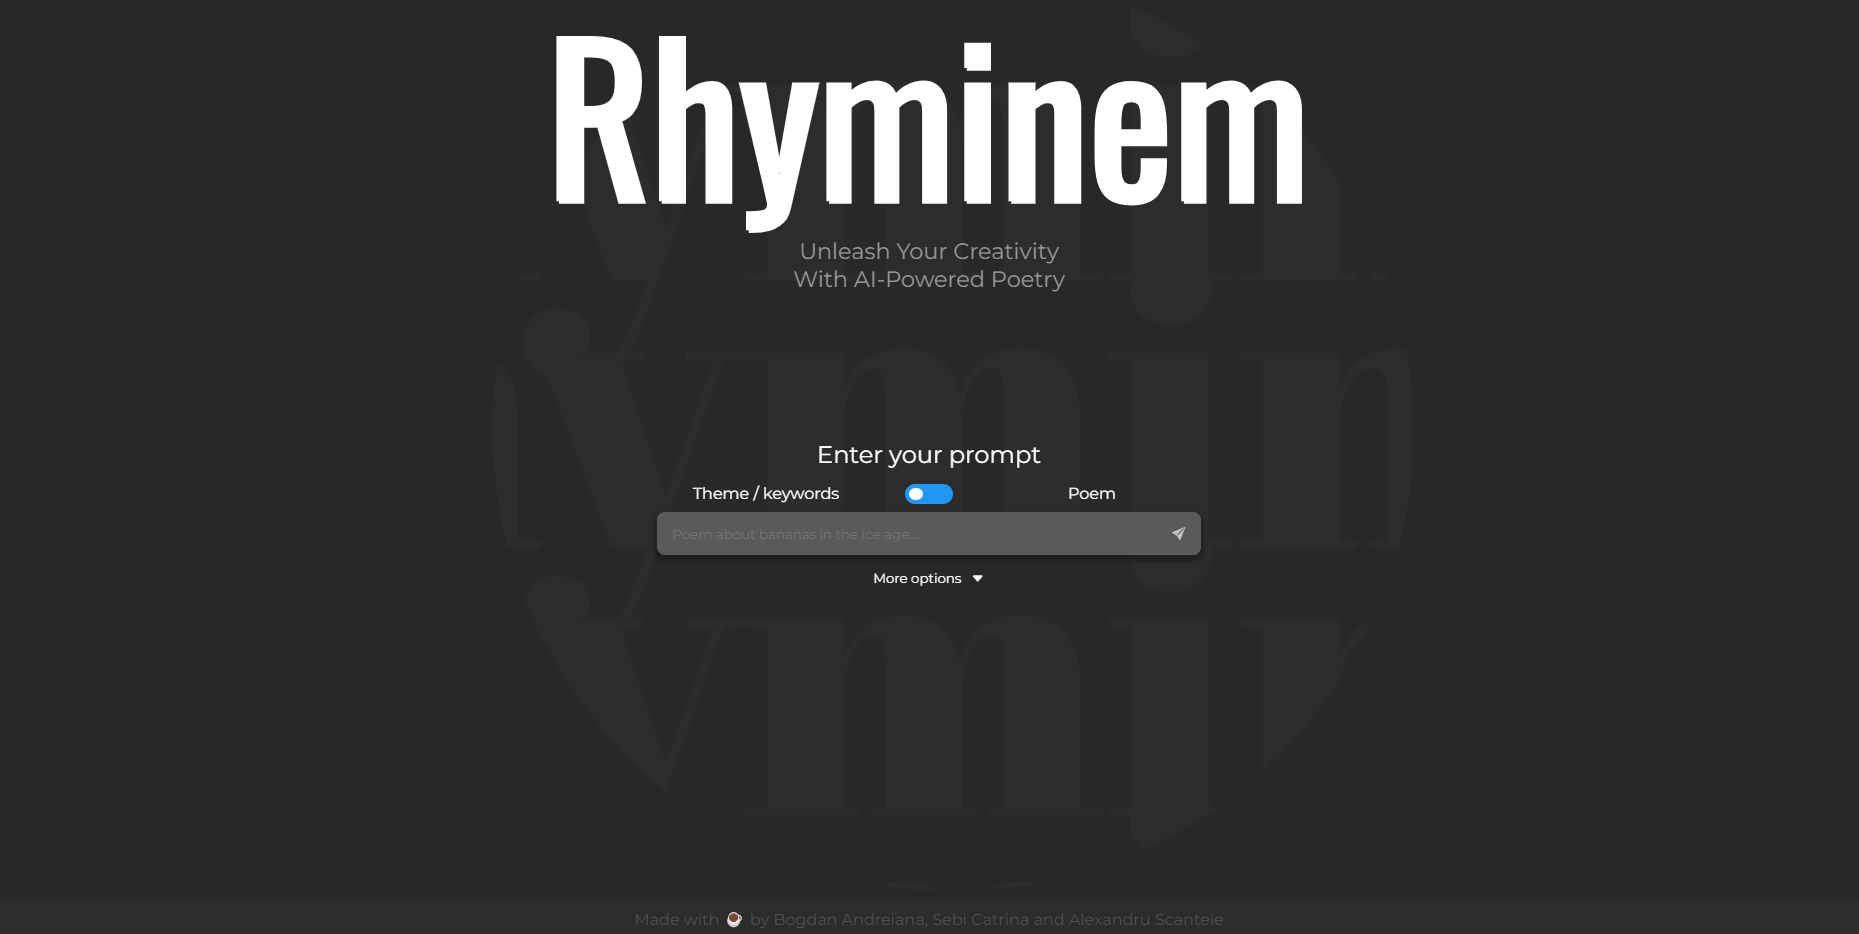 Rhyminem
Unleash Your Creativity
With AI-Powered Poetry
Enter your prompt
Theme / keywords
Poem
Poem about bananas in the ice age...
More options
Made with ☕ by Bogdan Andreiana, Sebi Catrina and Alexandru Scanteie